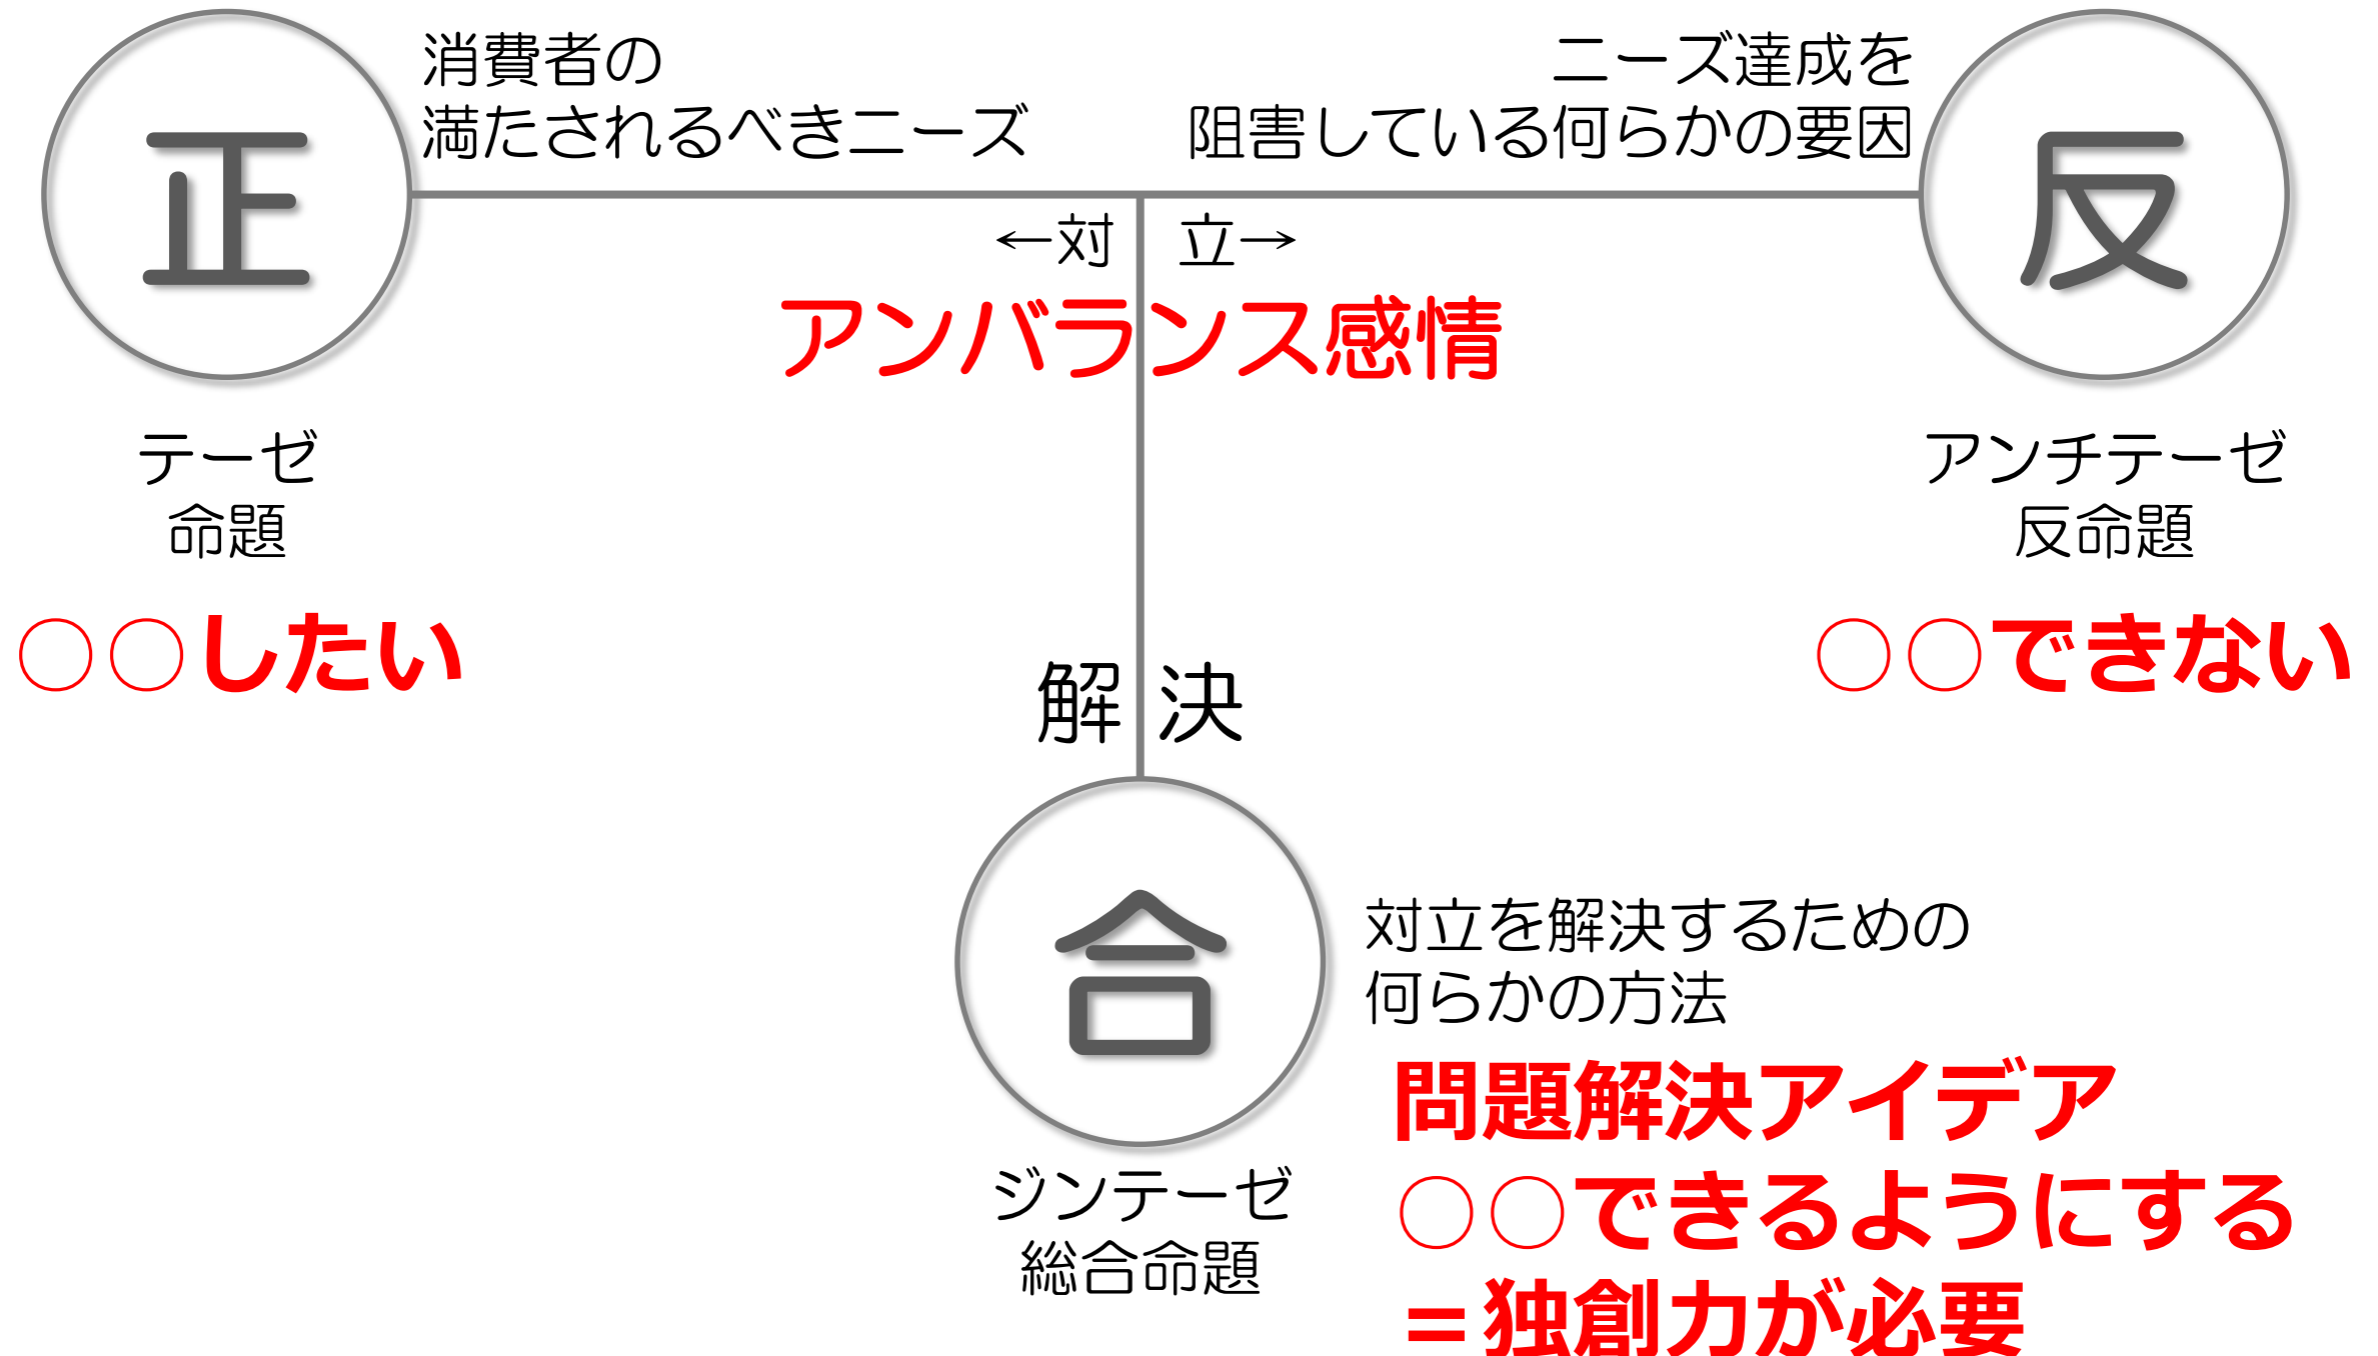 正
消費者の
満たされるべきニーズ
ニーズ達成を
阻害している何らかの要因
反
←対 立→
アンバランス感情
テーゼ
命題
アンチテーゼ
反命題
○○したい
○○できない
解 決
合
対立を解決するための
何らかの方法
問題解決アイデア
○○できるようにする
＝独創力が必要
ジンテーゼ
総合命題